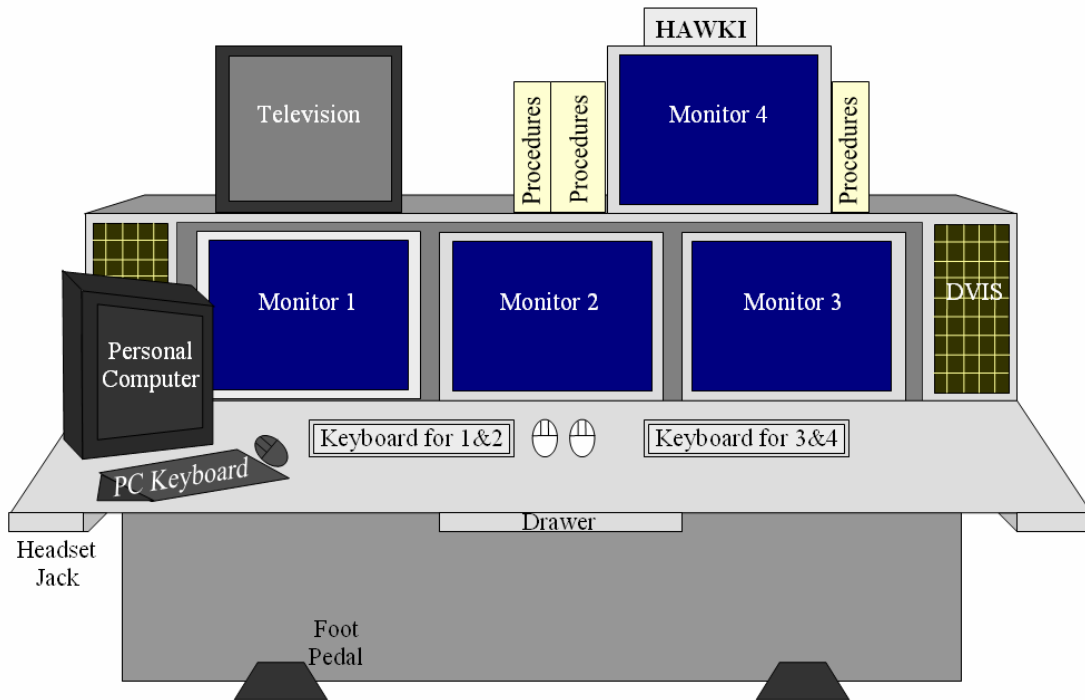 HAWKI
Television
Procedures
Procedures
Monitor 4
Procedures
Monitor 1
Monitor 2
Monitor 3
DVIS
Personal
Computer
Keyboard for 1&2
Keyboard for 3&4
PC Keyboard
Drawer
Headset
Jack
Foot
Pedal